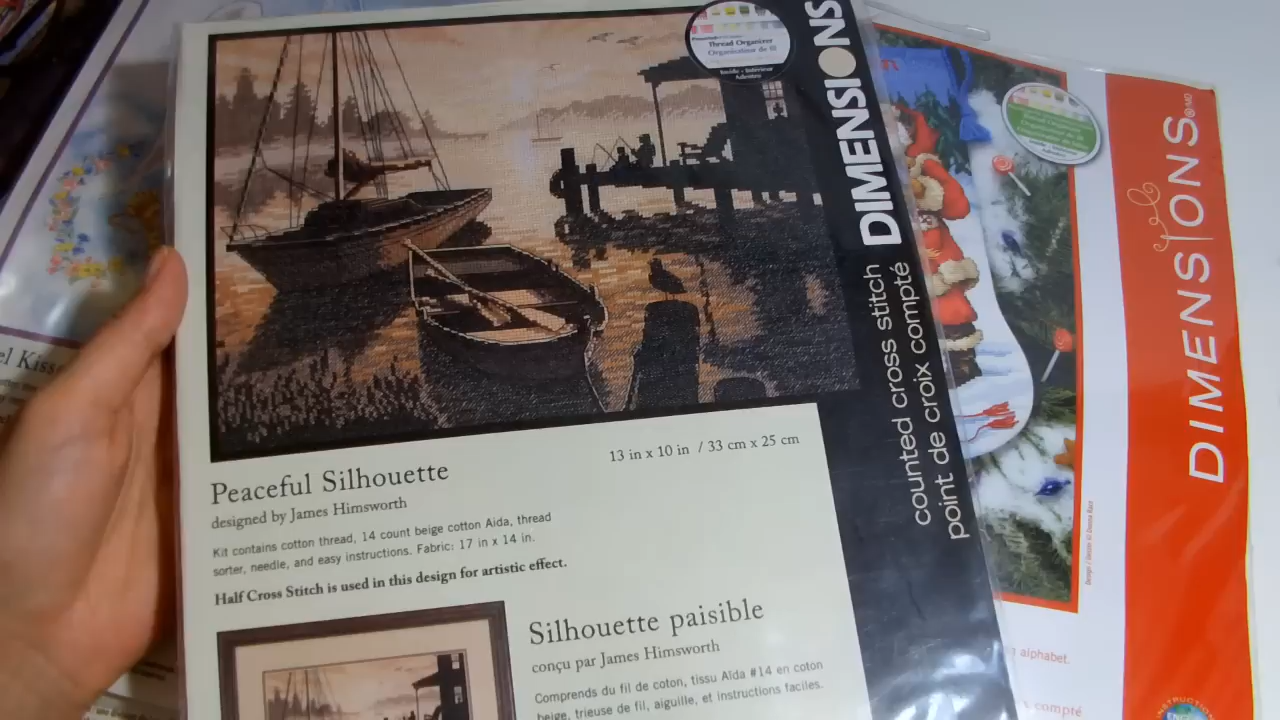 Thread Organizer
Organisateur de fil
DIMENSIONS
counted cross stitch
point de croix compté
13 in x 10 in / 33 cm x 25 cm
Peaceful Silhouette
designed by James Himsworth
Kit contains cotton thread, 14 count beige cotton Aida, thread
sorter, needle, and easy instructions. Fabric: 17 in x 14 in.
Half Cross Stitch is used in this design for artistic effect.
Silhouette paisible
conçu par James Himsworth
Comprends du fil de coton, tissu Aïda #14 en coton
beige, trieuse de fil, aiguille, et instructions faciles.
el Kiss
DIMENSIONS
alphabet.
compté